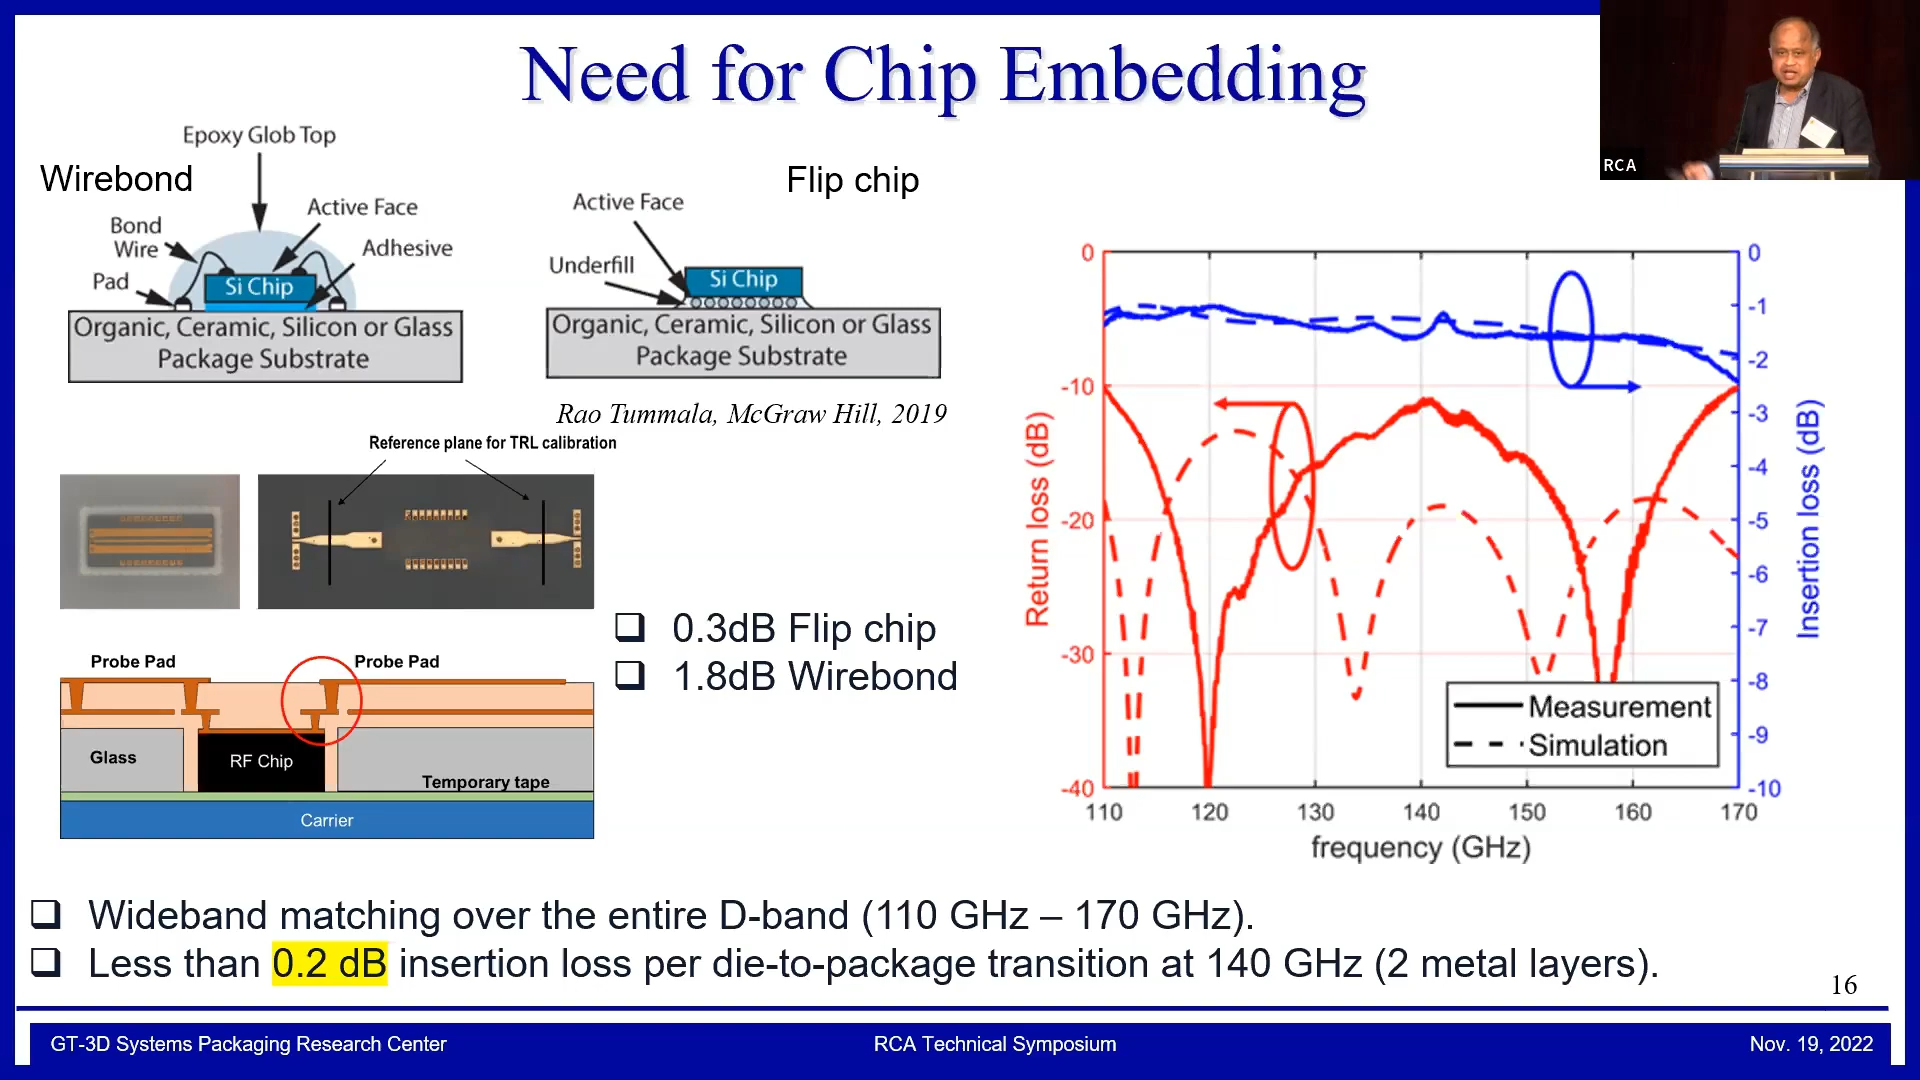 Need for Chip Embedding
RCA
Wirebond
Epoxy Glob Top
Bond
Wire
Active Face
Adhesive
Pad
Si Chip
Organic, Ceramic, Silicon or Glass
Package Substrate
Flip chip
Active Face
Underfill
Si Chip
Organic, Ceramic, Silicon or Glass
Package Substrate
Rao Tummala, McGraw Hill, 2019
Reference plane for TRL calibration
0.3dB Flip chip
1.8dB Wirebond
Probe Pad
Probe Pad
Glass
RF Chip
Temporary tape
Carrier
Return loss (dB)
0
-10
-20
-30
-40
Insertion loss (dB)
0
-1
-2
-3
-4
-5
-6
-7
-8
-9
-10
Measurement
Simulation
110 120 130 140 150 160 170
frequency (GHz)
Wideband matching over the entire D-band (110 GHz – 170 GHz).
Less than 0.2 dB insertion loss per die-to-package transition at 140 GHz (2 metal layers).
16
GT-3D Systems Packaging Research Center
RCA Technical Symposium
Nov. 19, 2022